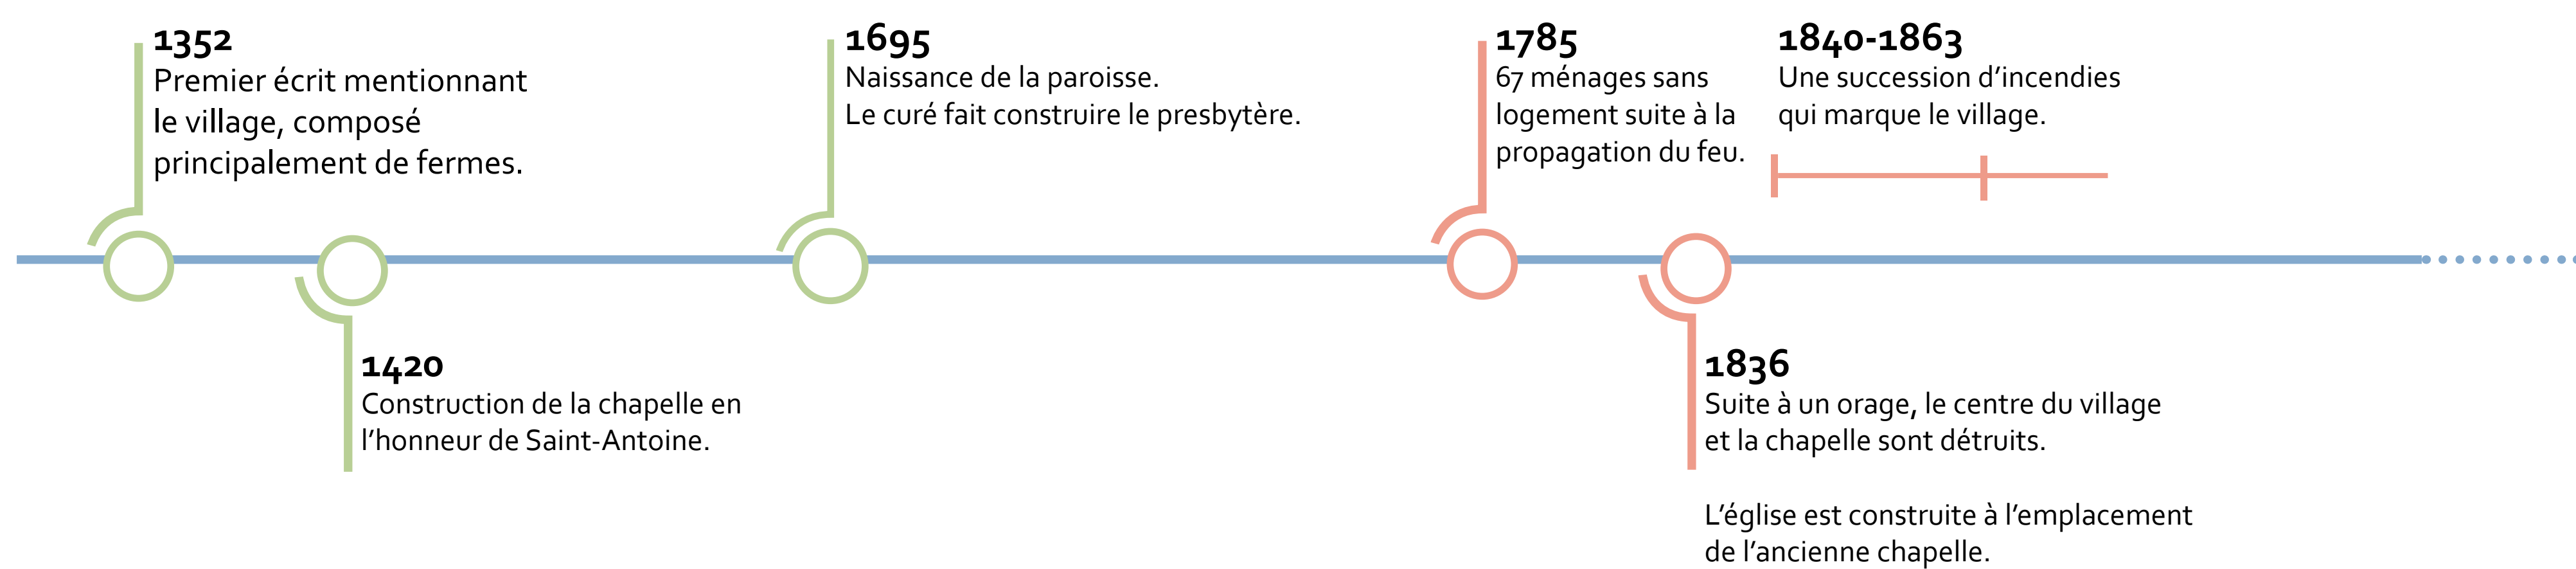 1352
Premier écrit mentionnant
le village, composé
principalement de fermes.
1420
Construction de la chapelle en
l'honneur de Saint-Antoine.
1695
Naissance de la paroisse.
Le curé fait construire le presbytère.
1785
67 ménages sans
logement suite à la
propagation du feu.
1836
Suite à un orage, le centre du village
et la chapelle sont détruits.
L'église est construite à l'emplacement
de l'ancienne chapelle.
1840-1863
Une succession d'incendies
qui marque le village.